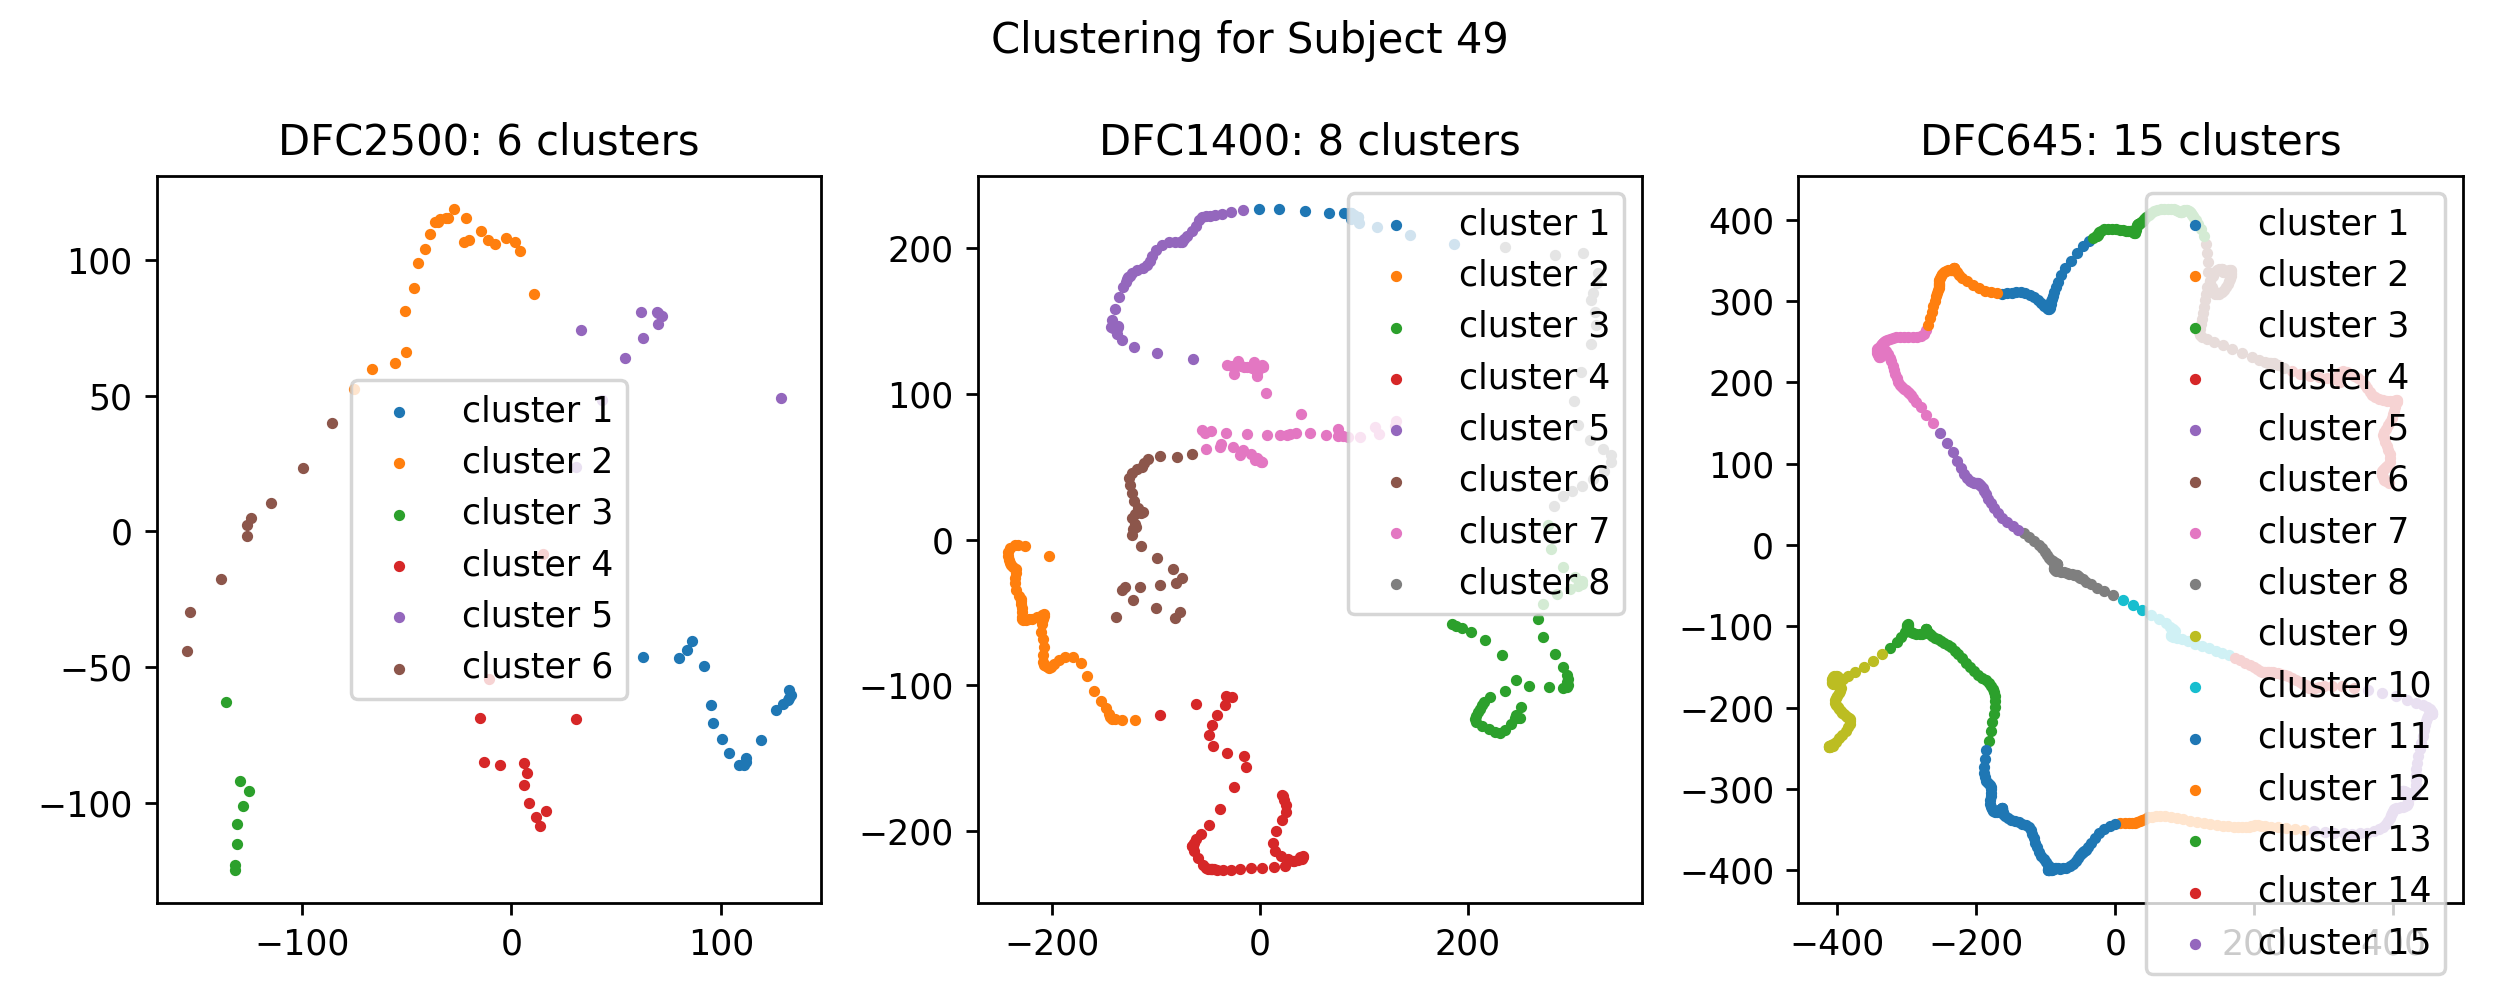 Clustering for Subject 49
DFC2500: 6 clusters
100
50
0
−50
−100
−100
0
100
cluster 1
cluster 2
cluster 3
cluster 4
cluster 5
cluster 6
DFC1400: 8 clusters
200
100
0
−100
−200
−200
0
200
cluster 1
cluster 2
cluster 3
cluster 4
cluster 5
cluster 6
cluster 7
cluster 8
DFC645: 15 clusters
400
300
200
100
0
−100
−200
−300
−400
−400
−200
0
200
400
cluster 1
cluster 2
cluster 3
cluster 4
cluster 5
cluster 6
cluster 7
cluster 8
cluster 9
cluster 10
cluster 11
cluster 12
cluster 13
cluster 14
cluster 15